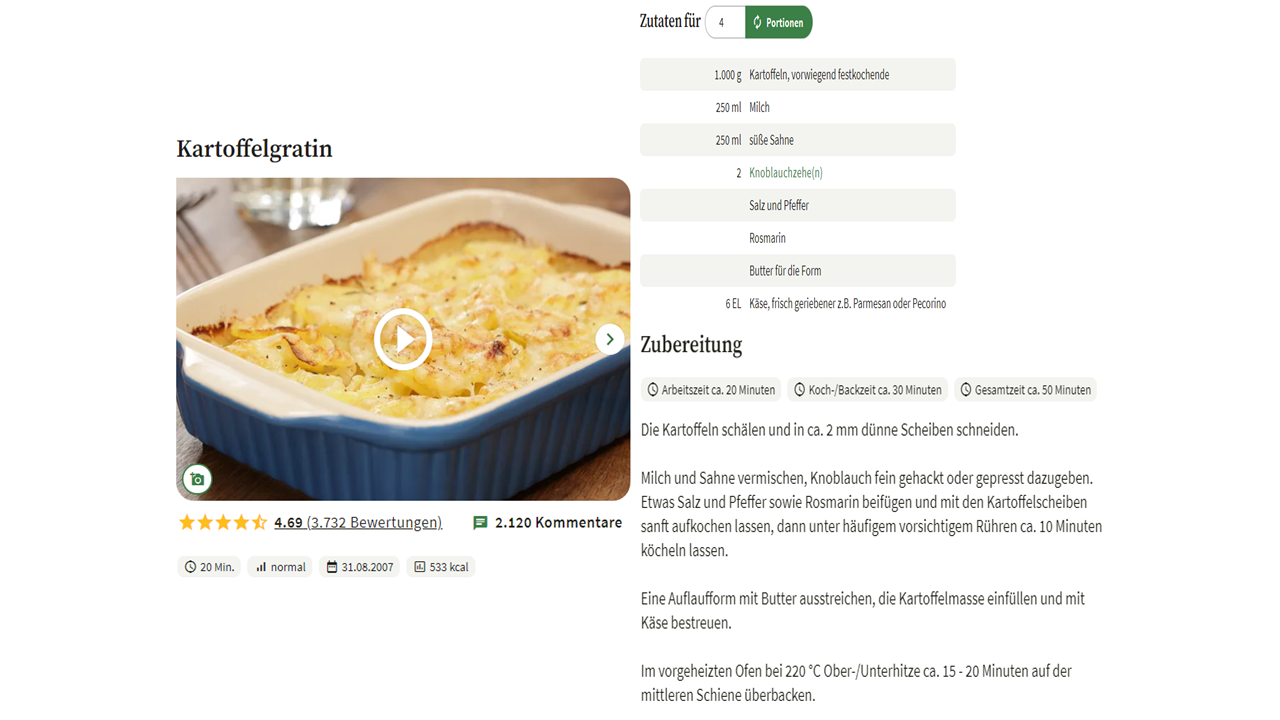 Kartoffelgratin
4.69 (3.732 Bewertungen)
2.120 Kommentare
20 Min.
normal
31.08.2007
533 kcal
Zutaten für 4 Portionen
1.000 g Kartoffeln, vorwiegend festkochende
250 ml Milch
250 ml süße Sahne
2 Knoblauchzehe(n)
Salz und Pfeffer
Rosmarin
Butter für die Form
6 EL Käse, frisch geriebener z.B. Parmesan oder Pecorino
Zubereitung
Arbeitszeit ca. 20 Minuten
Koch-/Backzeit ca. 30 Minuten
Gesamtzeit ca. 50 Minuten
Die Kartoffeln schälen und in ca. 2 mm dünne Scheiben schneiden.
Milch und Sahne vermischen, Knoblauch fein gehackt oder gepresst dazugeben.
Etwas Salz und Pfeffer sowie Rosmarin beifügen und mit den Kartoffelscheiben
sanft aufkochen lassen, dann unter häufigem vorsichtigem Rühren ca. 10 Minuten
köcheln lassen.
Eine Auflaufform mit Butter ausstreichen, die Kartoffelmasse einfüllen und mit
Käse bestreuen.
Im vorgeheizten Ofen bei 220 °C Ober-/Unterhitze ca. 15 - 20 Minuten auf der
mittleren Schiene überbacken.